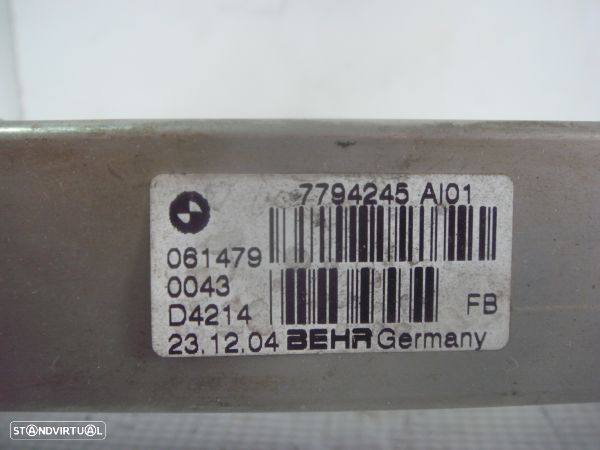 7794245 AI01
061479
0043
D4214
FB
23.12.04 BEHR Germany
STANDVIRTUAL